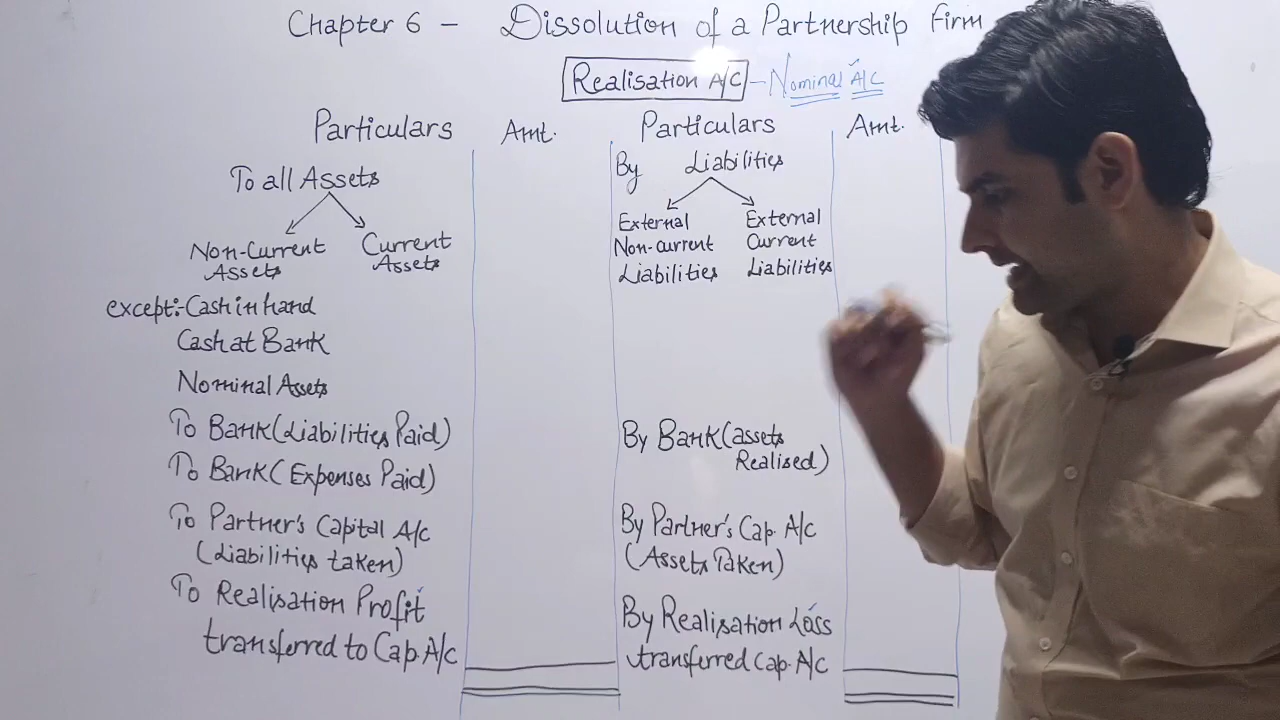 Chapter 6 - Dissolution of a Partnership Firm
Realisation A/C - Nominal A/C
Particulars Amt. Particulars Amt.
To all Assets
Non-Current Assets
Current Assets
except:- Cash in hand
Cash at Bank
Nominal Assets
To Bank (Liabilities Paid)
To Bank (Expenses Paid)
To Partner's Capital A/c
(Liabilities taken)
To Realisation Profit
transferred to Cap. A/C
By Liabilities
External
Non-current
Liabilities
External
Current
Liabilities
By Bank (assets
Realised)
By Partner's Cap. A/c
(Assets Taken)
By Realisation Loss
transferred Cap. A/C